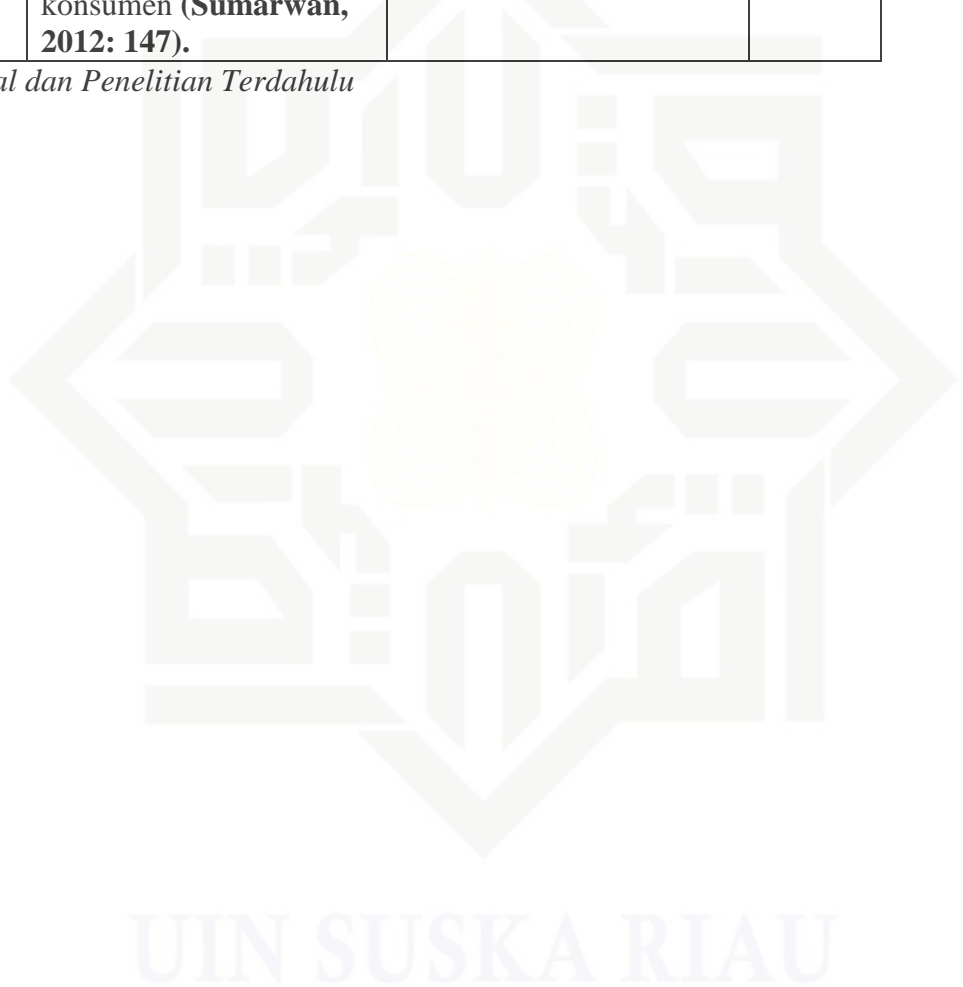 konsumen (Sumarwan,
2012: 147).
al dan Penelitian Terdahulu
UIN SUSKA RIAU